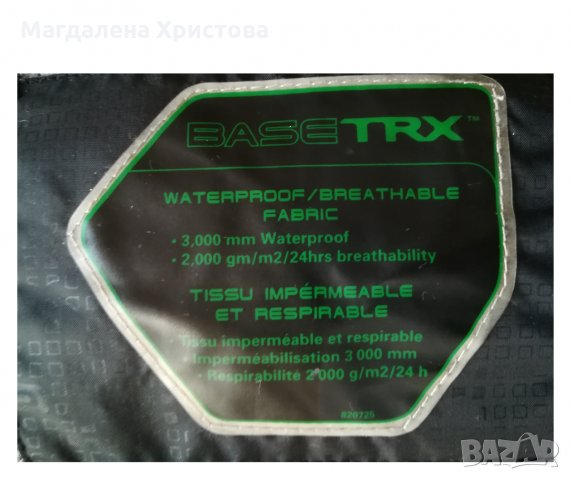 Магдалена Христова
BASETRX™
WATERPROOF/BREATHABLE
FABRIC
• 3,000 mm Waterproof
• 2,000 gm/m2/24hrs breathability
TISSU IMPÉRMEABLE
ET RESPIRABLE
Tissu imperméable et respirable
• Imperméabilisation 3 000 mm
• Respirabilité 2 000 g/m2/24 h
820725
BAZAR